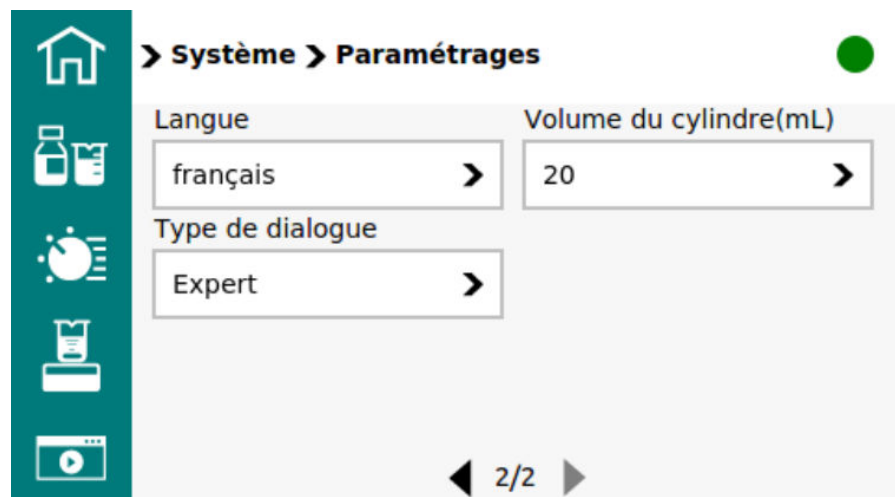 Système Paramétrages
Langue
Volume du cylindre(mL)
français
20
Type de dialogue
Expert
2/2